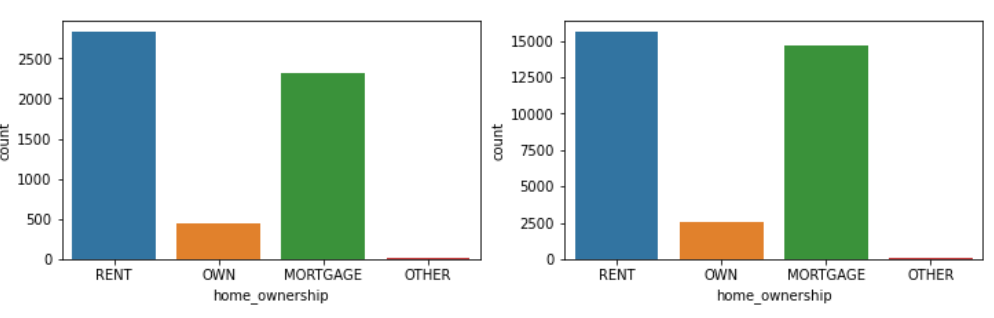 2500
2000
1500
1000
500
0
count
RENT OWN MORTGAGE OTHER
home_ownership
15000
12500
10000
7500
5000
2500
0
count
RENT OWN MORTGAGE OTHER
home_ownership